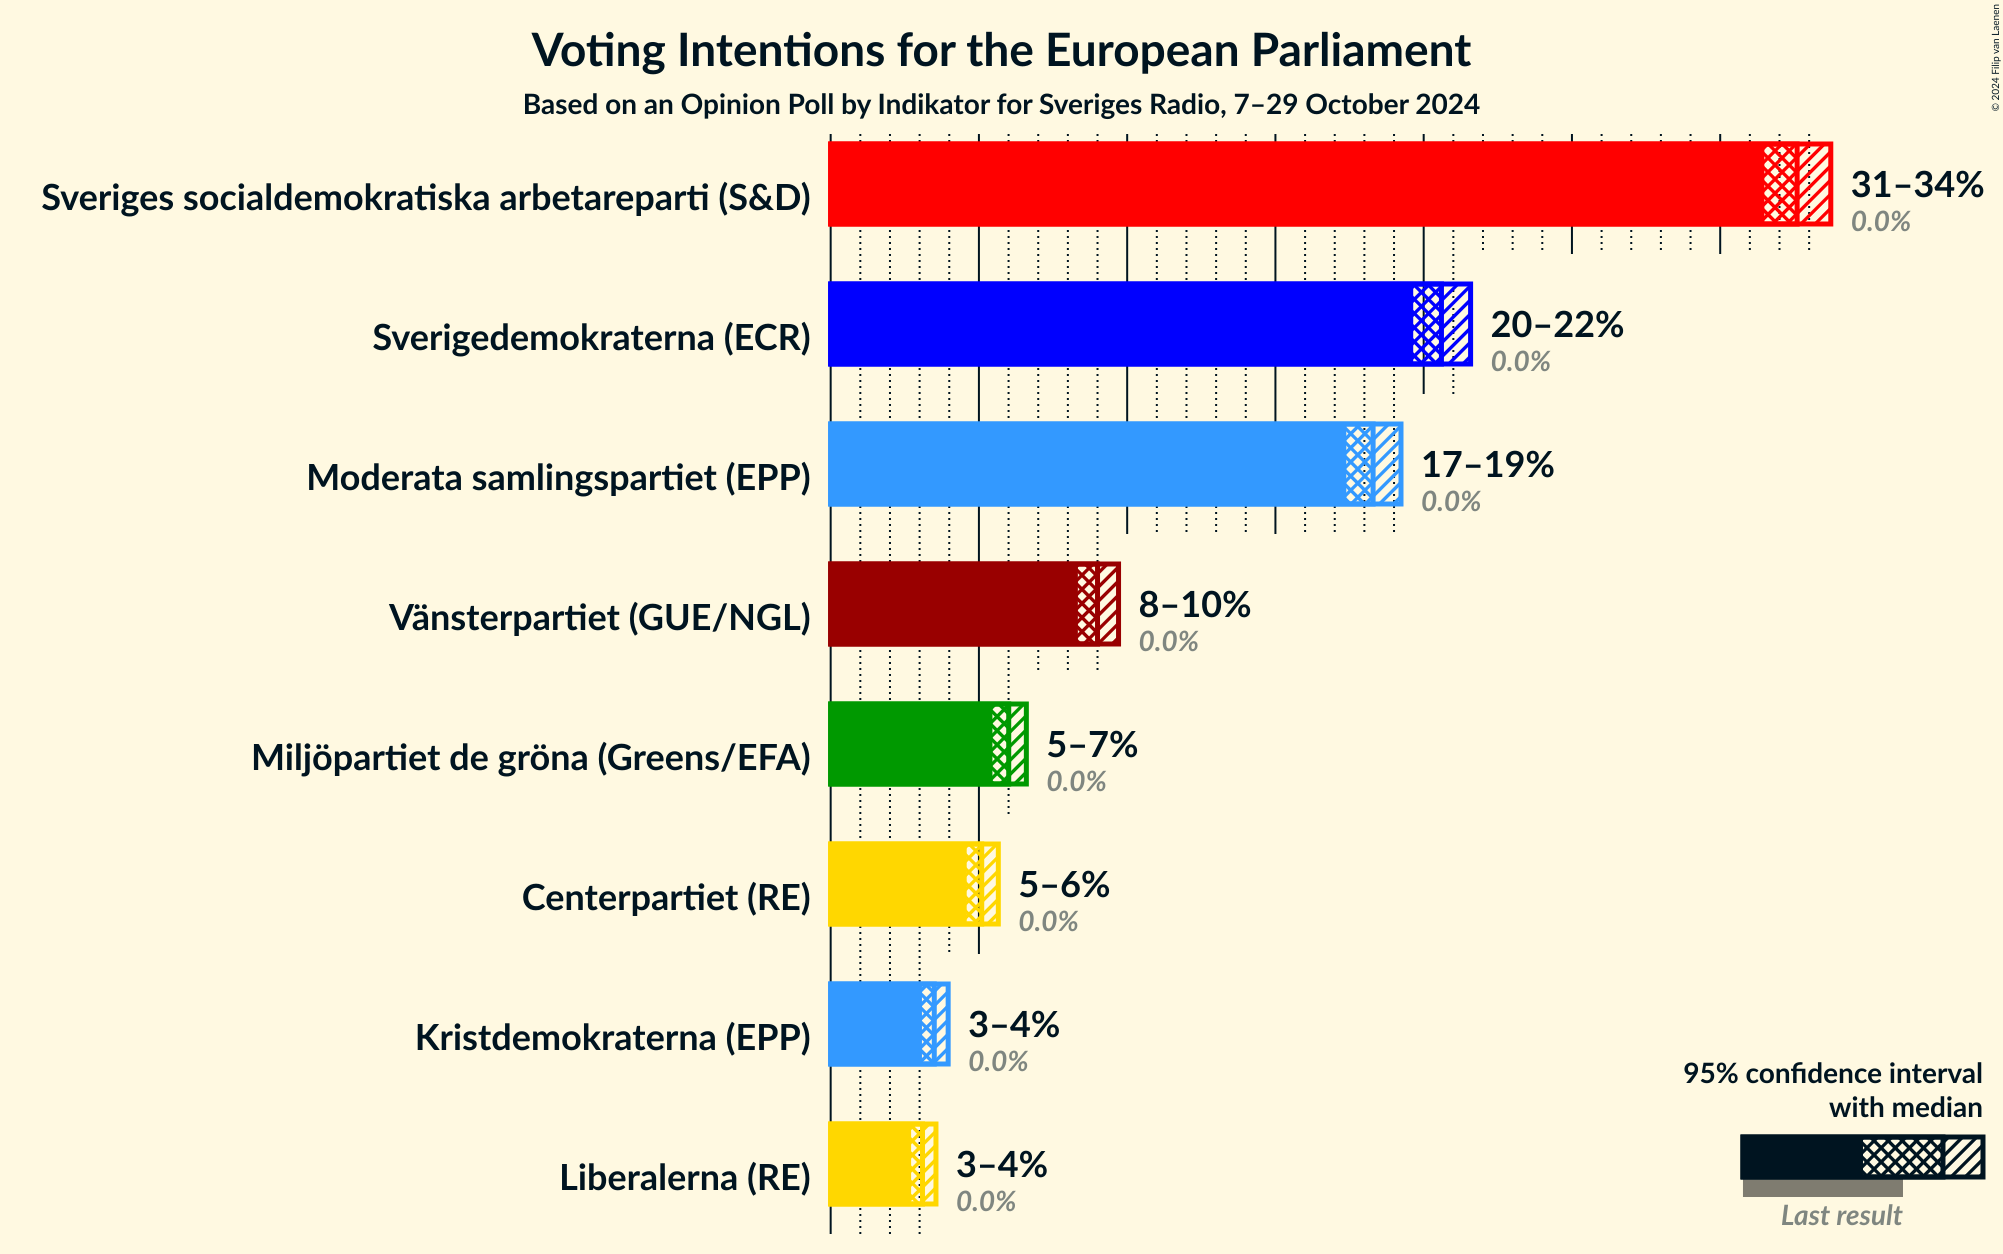 Voting Intentions for the European Parliament
Based on an Opinion Poll by Indikator for Sveriges Radio, 7–29 October 2024
© 2024 Filip van Laenen
Sveriges socialdemokratiska arbetareparti (S&D)
31–34%
0.0%
Sverigedemokraterna (ECR)
20–22%
0.0%
Moderata samlingspartiet (EPP)
17–19%
0.0%
Vänsterpartiet (GUE/NGL)
8–10%
0.0%
Miljöpartiet de gröna (Greens/EFA)
5–7%
0.0%
Centerpartiet (RE)
5–6%
0.0%
Kristdemokraterna (EPP)
3–4%
0.0%
Liberalerna (RE)
3–4%
0.0%
95% confidence interval
with median
Last result